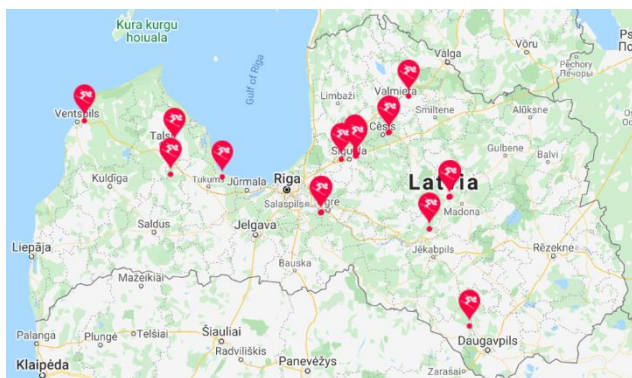 Kura kurgu
hoiuala
Gulf of Riga
Valga
Võru
Pechory
Печоры
Ps
Limbaži
Valmiera
Smiltene
Alūksne
Ventspils
Talsi
Cēsis
Sigulda
Gulbene
Balvi
Kuldīga
Tukums
Jūrmala
Riga
Salaspils
Ogre
Latvia
Madona
Saldus
Jelgava
Jēkabpils
Rēzekne
Liepāja
Bauska
Mažeikiai
Palanga
Plungė
Telšiai
Šiauliai
Radviliškis
Daugavpils
Klaipėda
Panevėžys
Zarasai